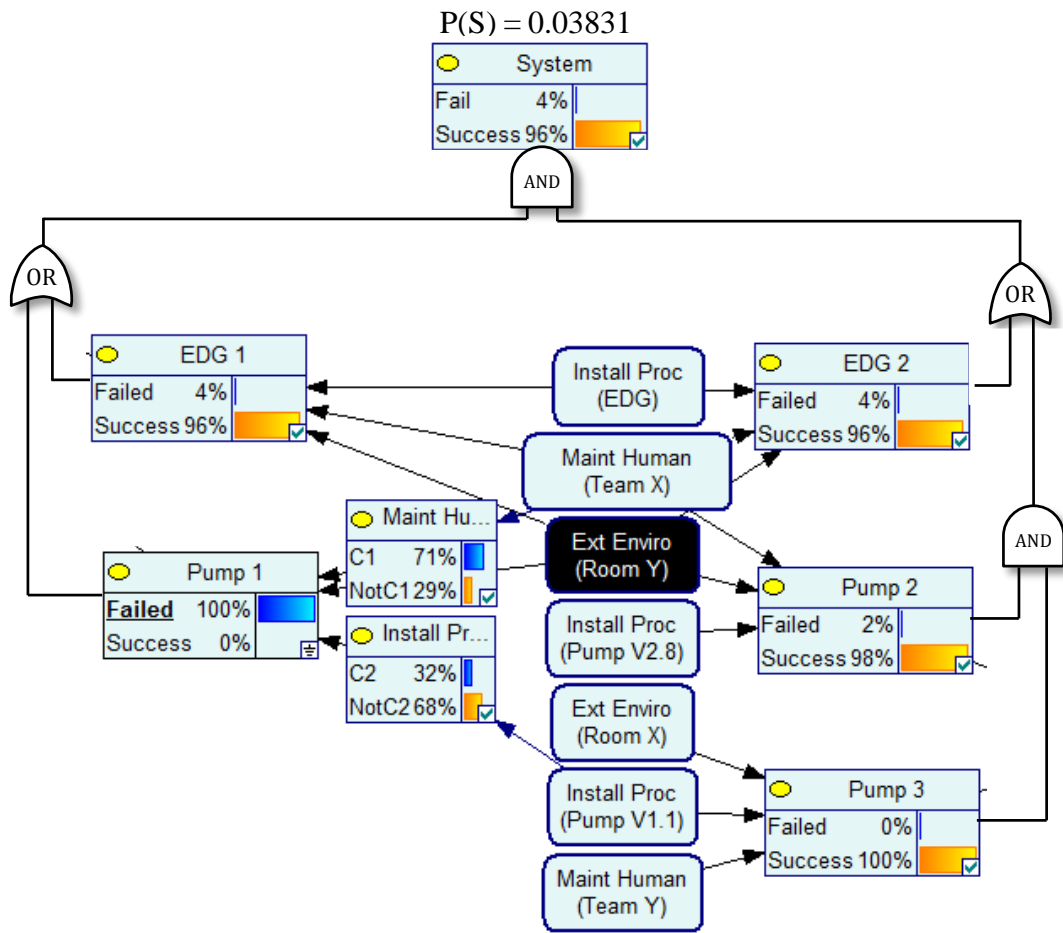 P(S) = 0.03831
System
Fail 4%
Success 96%
AND
OR
OR
EDG 1
Failed 4%
Success 96%
Install Proc
(EDG)
EDG 2
Failed 4%
Success 96%
Maint Human
(Team X)
Maint Hu...
C1 71%
NotC1 29%
Ext Enviro
(Room Y)
AND
Pump 1
Failed 100%
Success 0%
Pump 2
Failed 2%
Success 98%
Install Pr...
C2 32%
NotC2 68%
Install Proc
(Pump V2.8)
Ext Enviro
(Room X)
Install Proc
(Pump V1.1)
Pump 3
Failed 0%
Success 100%
Maint Human
(Team Y)